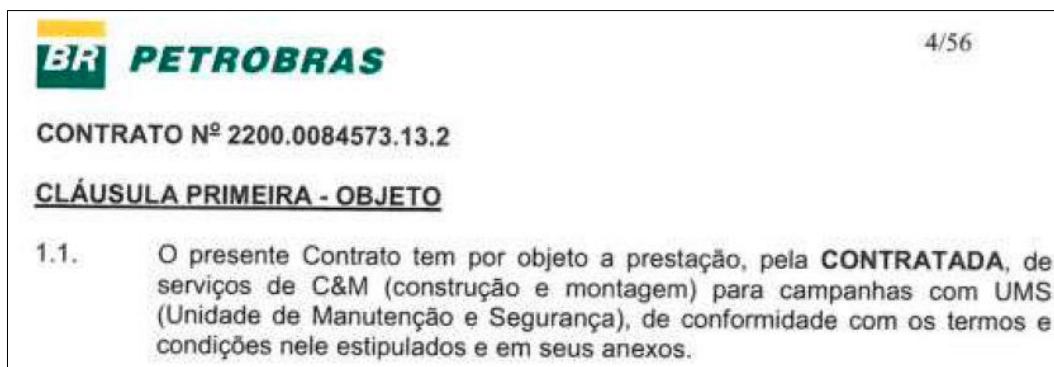 BR PETROBRAS
4/56
CONTRATO Nº 2200.0084573.13.2
CLÁUSULA PRIMEIRA - OBJETO
1.1. O presente Contrato tem por objeto a prestação, pela CONTRATADA, de
serviços de C&M (construção e montagem) para campanhas com UMS
(Unidade de Manutenção e Segurança), de conformidade com os termos e
condições nele estipulados e em seus anexos.